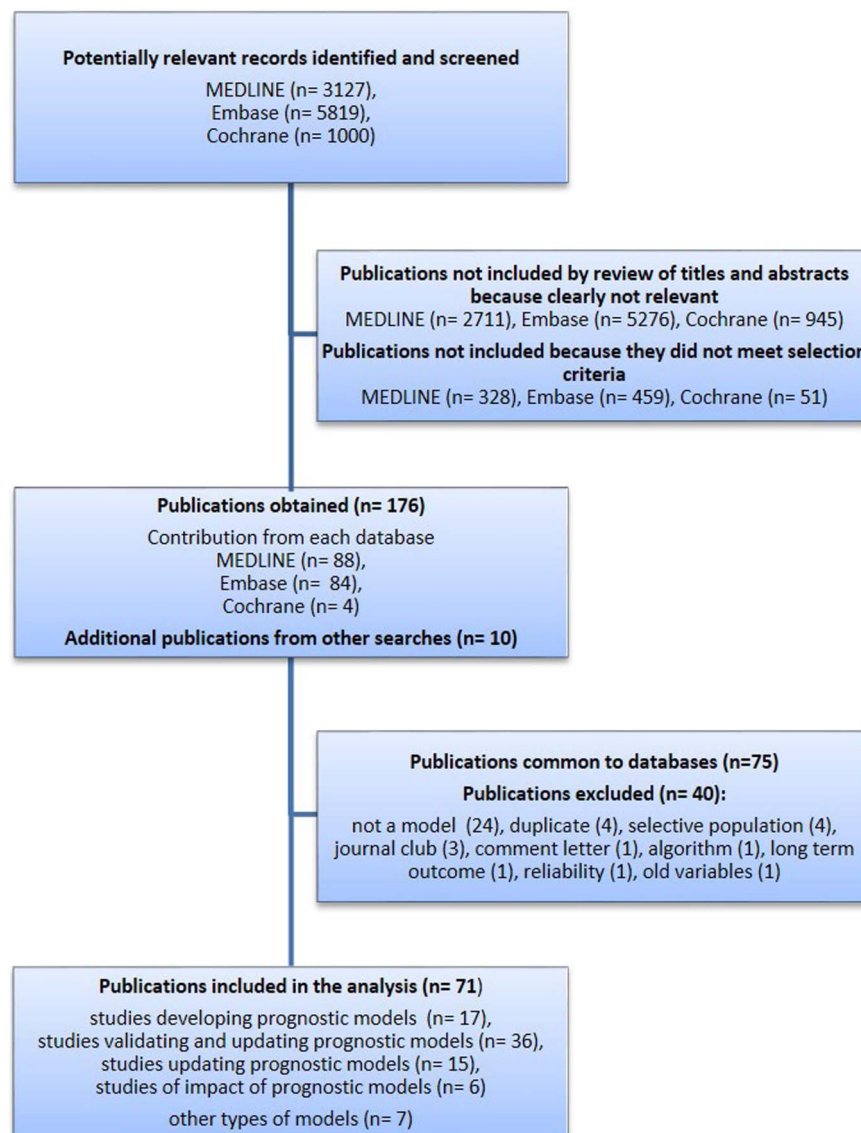 Potentially relevant records identified and screened
MEDLINE (n= 3127),
Embase (n= 5819),
Cochrane (n= 1000)
Publications not included by review of titles and abstracts
because clearly not relevant
MEDLINE (n= 2711), Embase (n= 5276), Cochrane (n= 945)
Publications not included because they did not meet selection
criteria
MEDLINE (n= 328), Embase (n= 459), Cochrane (n= 51)
Publications obtained (n= 176)
Contribution from each database
MEDLINE (n= 88),
Embase (n= 84),
Cochrane (n= 4)
Additional publications from other searches (n= 10)
Publications common to databases (n=75)
Publications excluded (n= 40):
not a model (24), duplicate (4), selective population (4),
journal club (3), comment letter (1), algorithm (1), long term
outcome (1), reliability (1), old variables (1)
Publications included in the analysis (n= 71)
studies developing prognostic models (n= 17),
studies validating and updating prognostic models (n= 36),
studies updating prognostic models (n= 15),
studies of impact of prognostic models (n= 6)
other types of models (n= 7)